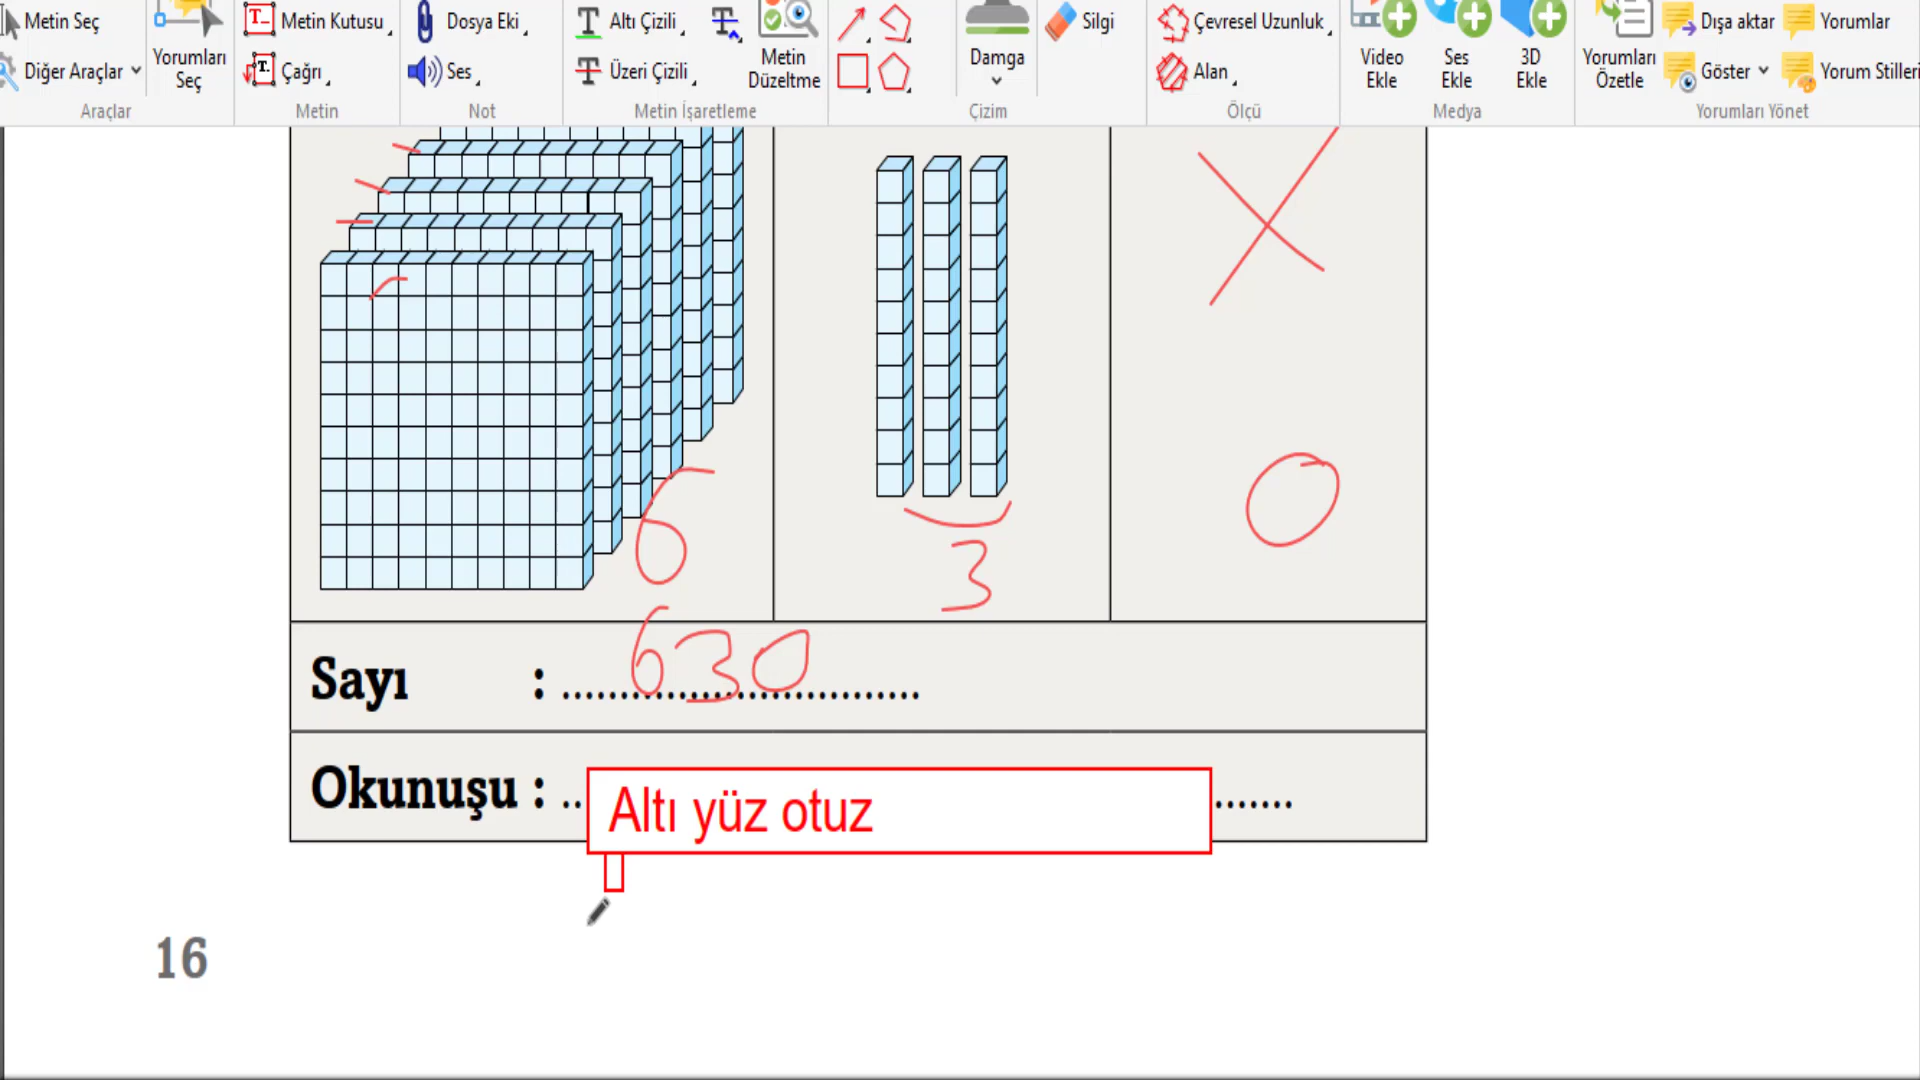 Metin Seç
Diğer Araçlar
Yorumları
Seç
Araçlar
Metin Kutusu
Çağrı
Metin
Dosya Eki
Ses
Not
Altı Çizili
Üzeri Çizili
Metin
Düzeltme
Metin İşaretleme
Damga
Silgi
Çizim
Çevresel Uzunluk
Alan
Ölçü
Video
Ekle
Ses
Ekle
3D
Ekle
Medya
Yorumları
Özetle
Dışa aktar
Göster
Yorumlar
Yorum Stilleri
Yorumları Yönet
6
3
0
Sayı : 630
Okunuşu : Altı yüz otuz
16